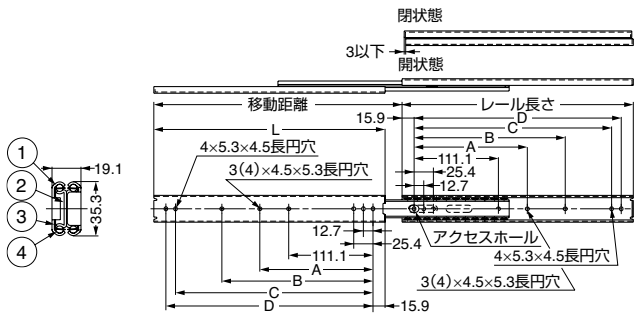 閉状態
3以下
開状態
移動距離
レール長さ
15.9
D
C
B
A
111.1
25.4
12.7
L
4×5.3×4.5長円穴
3(4)×4.5×5.3長円穴
1
2
3
4
19.1
35.3
12.7
25.4
111.1
A
B
C
D
15.9
アクセスホール
4×5.3×4.5長円穴
3(4)×4.5×5.3長円穴